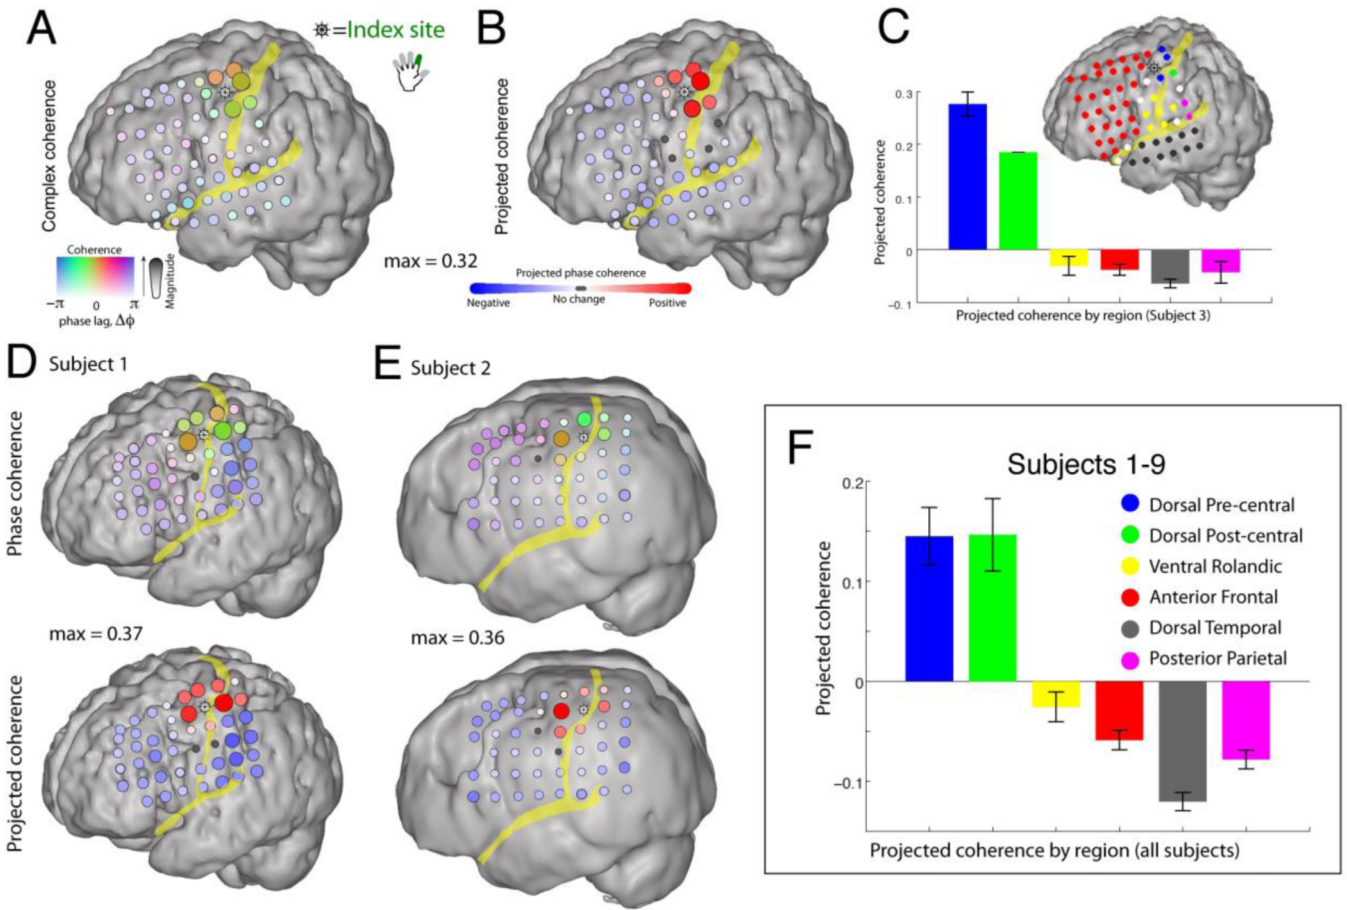 A
=Index site
Complex coherence
Coherence
−π 0 π
phase lag, Δϕ
Magnitude
B
Projected coherence
max = 0.32
Projected phase coherence
Negative No change Positive
C
Projected coherence
0.3
0.2
0.1
0
−0.1
Projected coherence by region (Subject 3)
D Subject 1
Phase coherence
max = 0.37
Projected coherence
E Subject 2
max = 0.36
F
Subjects 1-9
Projected coherence
0.2
0.1
0
−0.1
Dorsal Pre-central
Dorsal Post-central
Ventral Rolandic
Anterior Frontal
Dorsal Temporal
Posterior Parietal
Projected coherence by region (all subjects)